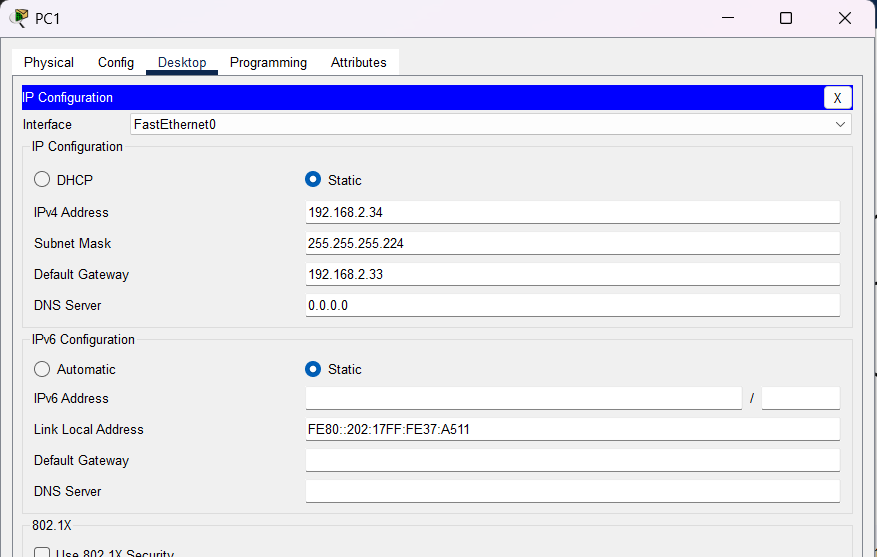 PC1
Physical Config Desktop Programming Attributes
IP Configuration X
Interface FastEthernet0
IP Configuration
DHCP Static
IPv4 Address 192.168.2.34
Subnet Mask 255.255.255.224
Default Gateway 192.168.2.33
DNS Server 0.0.0.0
IPv6 Configuration
Automatic Static
IPv6 Address /
Link Local Address FE80::202:17FF:FE37:A511
Default Gateway
DNS Server
802.1X
Use 802.1X Security